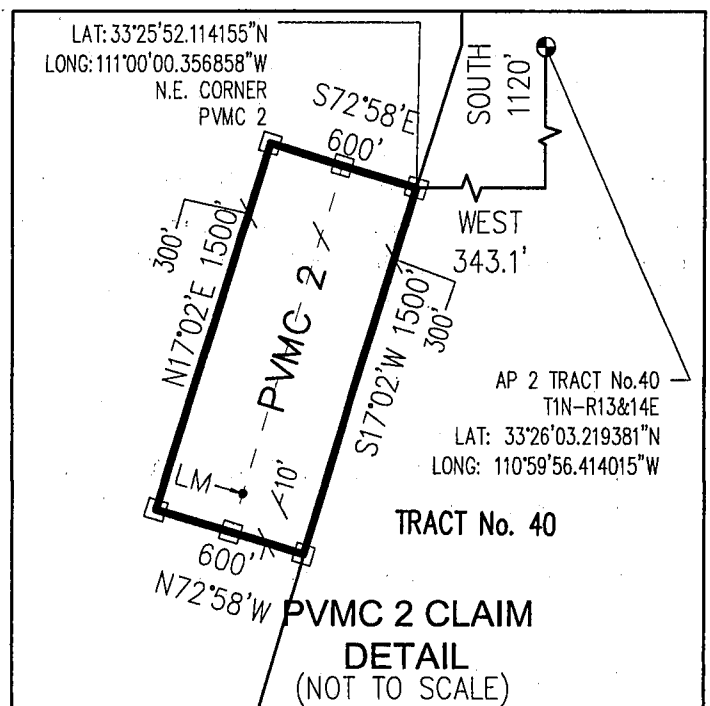 LAT: 33°25'52.114155"N
LONG: 111°00'00.356858"W
N.E. CORNER
PVMC 2
S72°58'E
600'
SOUTH
1120'
WEST
343.1'
300'
N17°02'E 1500'
PVMC 2
S17°02'W 1500'
300'
AP 2 TRACT No.40
T1N-R13&14E
LAT: 33°26'03.219381"N
LONG: 110°59'56.414015"W
LM
10'
TRACT No. 40
600'
N72°58'W
PVMC 2 CLAIM
DETAIL
(NOT TO SCALE)